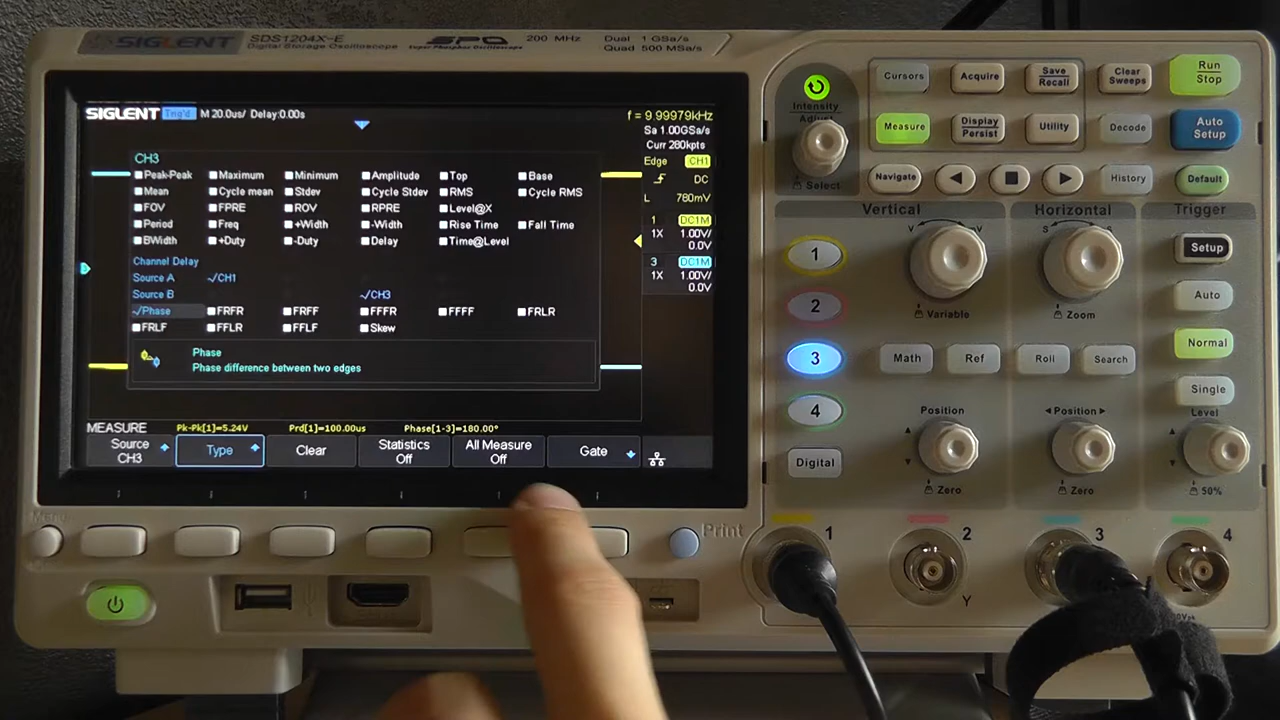 SIGLENT SDS1204X-E
Digital Storage Oscilloscope
SPO
Super Phosphor Oscilloscope
200 MHz
Dual 1 GSa/s
Quad 500 MSa/s
SIGLENT Trig'd M 20.0us/ Delay:0.00s
f = 9.99979kHz
Sa 1.00GSa/s
Curr 280kpts
Edge CH1
DC
L 780mV
1 DC1M
1X 1.00V/
0.0V
3 DC1M
1X 1.00V/
0.0V
CH3
Peak-Peak Maximum Minimum Amplitude Top Base
Mean Cycle mean Stdev Cycle Stdev RMS Cycle RMS
FOV FPRE ROV RPRE Level@X
Period Freq +Width -Width Rise Time Fall Time
BWidth +Duty -Duty Delay Time@Level
Channel Delay
Source A √CH1
Source B √CH3
√Phase FRFR FRFF FFFR FFFF FRLR
FRLF FFLR FFLF Skew
Phase
Phase difference between two edges
MEASURE Pk-Pk[1]=5.24V Prd[1]=100.00us Phase[1-3]=180.00°
Source CH3
Type
Clear
Statistics Off
All Measure Off
Gate
Menu
Print
Intensity
Adjust
Select
Cursors Acquire Save Recall Clear Sweeps Run Stop
Measure Display Persist Utility Decode Auto Setup
Navigate History Default
Vertical Horizontal Trigger
V mV S nS
Variable Zoom
Setup
Auto
Normal
Single
1
2
3
4
Math Ref Roll Search
Position Position Level
Digital
Zero Zero 50%
1 2 3 4
Y